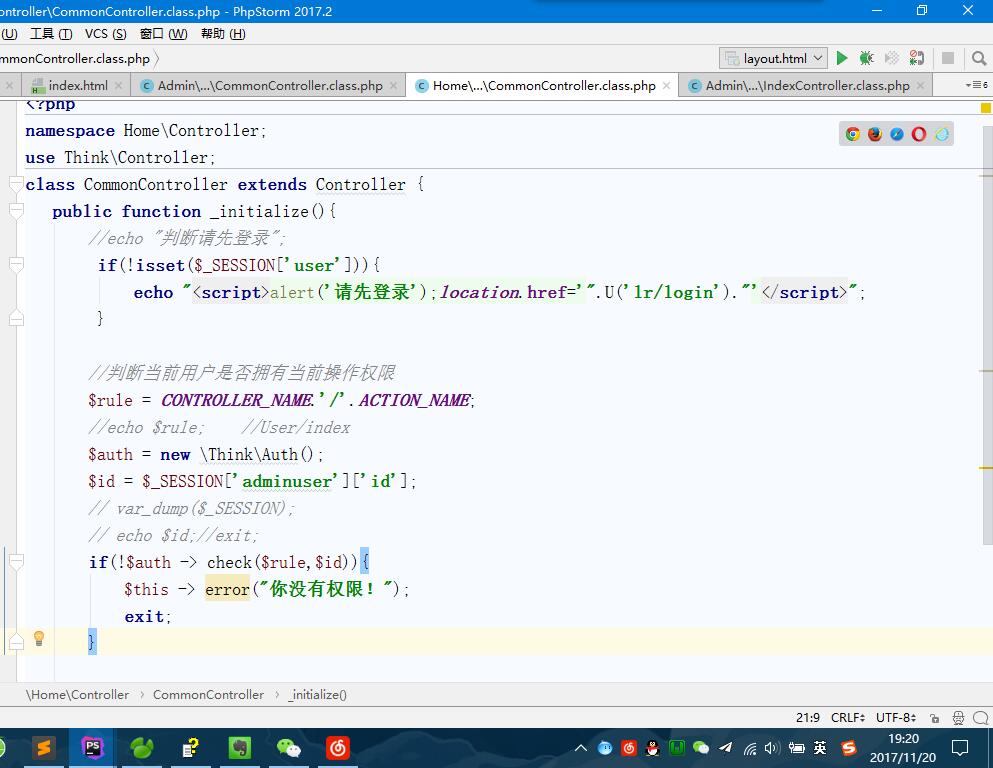 ontroller\CommonController.class.php - PhpStorm 2017.2
(U) 工具 (T) VCS (S) 窗口 (W) 帮助 (H)
mmonController.class.php
layout.html
index.html
Admin\...\CommonController.class.php
Home\...\CommonController.class.php
Admin\...\IndexController.class.php
6
<?php
namespace Home\Controller;
use Think\Controller;
class CommonController extends Controller {
public function _initialize(){
//echo "判断请先登录";
if(!isset($_SESSION['user'])){
echo "<script>alert('请先登录');location.href='".U('lr/login')."'</script>";
}
//判断当前用户是否拥有当前操作权限
$rule = CONTROLLER_NAME.'/'.ACTION_NAME;
//echo $rule;    //User/index
$auth = new \Think\Auth();
$id = $_SESSION['adminuser']['id'];
// var_dump($_SESSION);
// echo $id;//exit;
if(!$auth -> check($rule,$id)){
$this -> error("你没有权限！");
exit;
}
\Home\Controller › CommonController › _initialize()
21:9 CRLF UTF-8
PS
英
19:20
2017/11/20